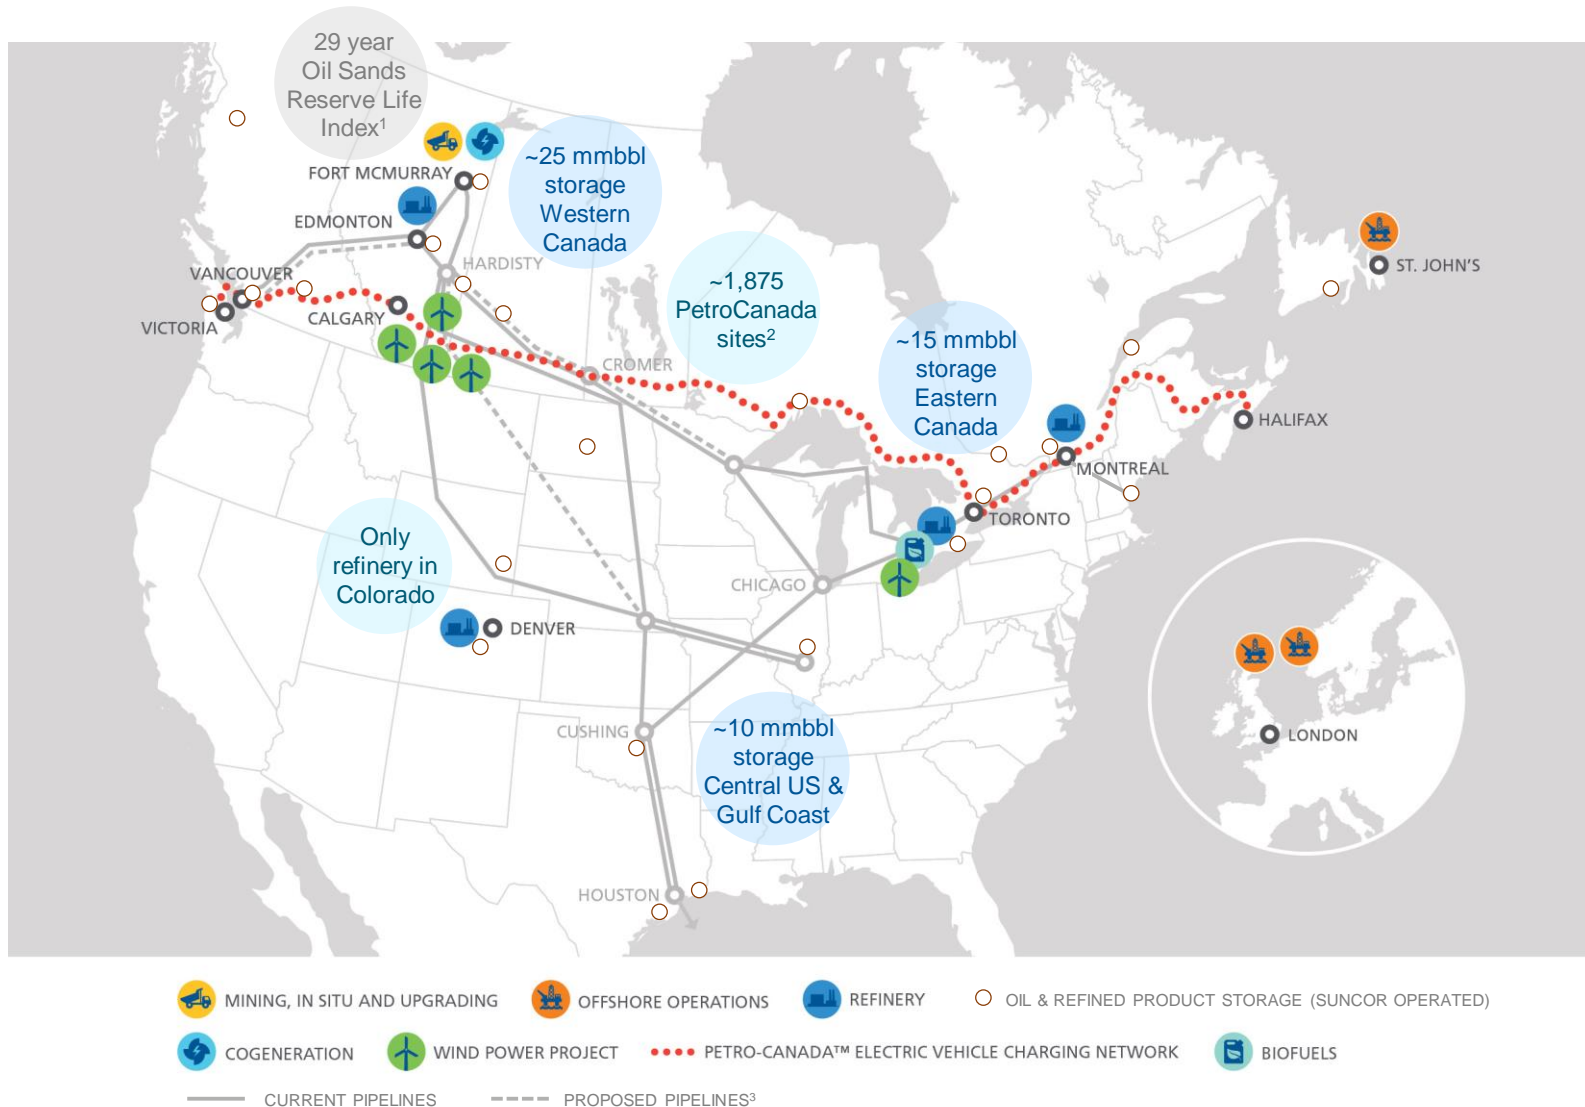 29 year
Oil Sands
Reserve Life
Index¹
~25 mmbbl
storage
Western
Canada
FORT MCMURRAY
EDMONTON
HARDISTY
VANCOUVER
VICTORIA
CALGARY
~1,875
PetroCanada
sites²
CROMER
~15 mmbbl
storage
Eastern
Canada
ST. JOHN'S
HALIFAX
MONTREAL
TORONTO
Only
refinery in
Colorado
CHICAGO
DENVER
CUSHING
~10 mmbbl
storage
Central US &
Gulf Coast
LONDON
HOUSTON
MINING, IN SITU AND UPGRADING
OFFSHORE OPERATIONS
REFINERY
OIL & REFINED PRODUCT STORAGE (SUNCOR OPERATED)
COGENERATION
WIND POWER PROJECT
PETRO-CANADA™ ELECTRIC VEHICLE CHARGING NETWORK
BIOFUELS
CURRENT PIPELINES
PROPOSED PIPELINES³